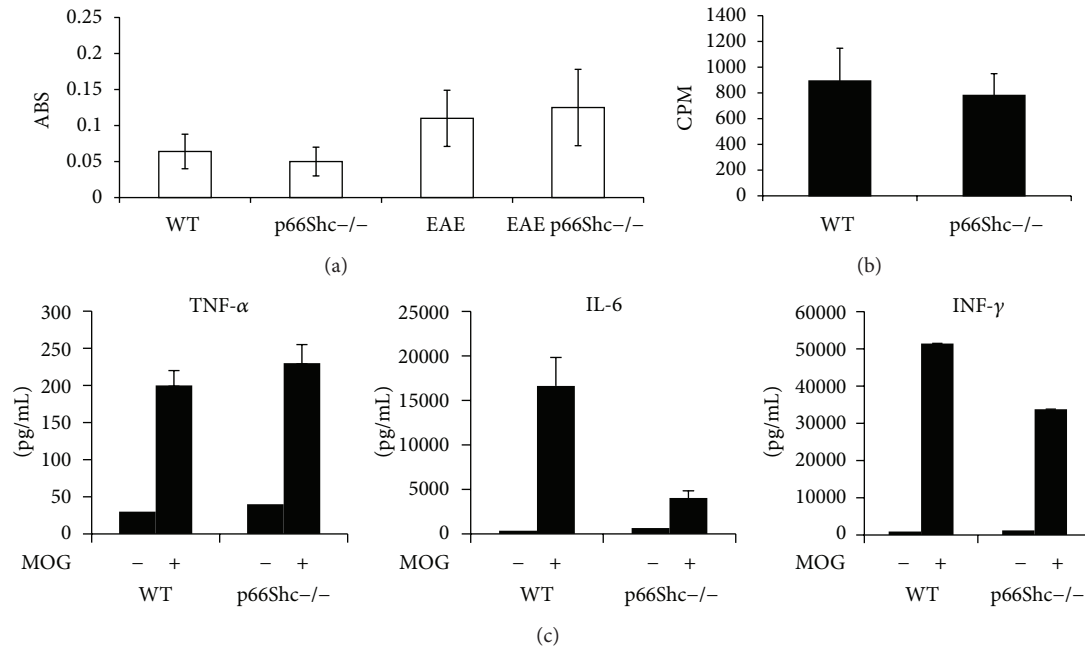 0.25
0.2
0.15
0.1
0.05
0
ABS
WT
p66Shc−/−
EAE
EAE p66Shc−/−
(a)
1400
1200
1000
800
600
400
200
0
CPM
WT
p66Shc−/−
(b)
TNF-α
300
250
200
150
100
50
0
(pg/mL)
MOG − + − +
WT p66Shc−/−
IL-6
25000
20000
15000
10000
5000
0
(pg/mL)
MOG − + − +
WT p66Shc−/−
INF-γ
60000
50000
40000
30000
20000
10000
0
(pg/mL)
MOG − + − +
WT p66Shc−/−
(c)